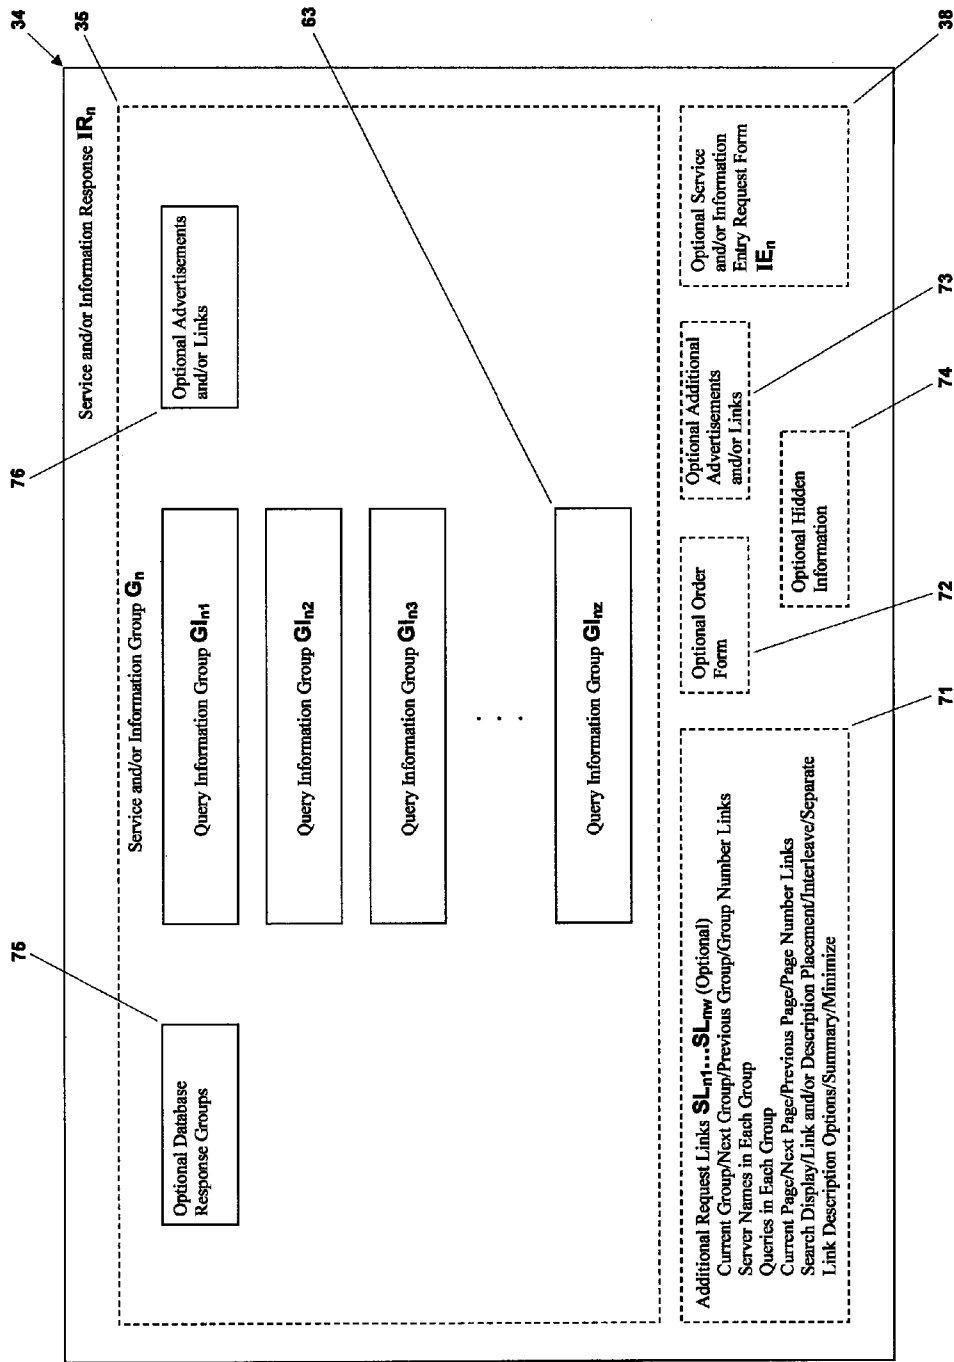 34
35
63
38
73
74
72
71
75
76
Service and/or Information Response IRn
Service and/or Information Group Gn
Optional Database
Response Groups
Query Information Group GIn1
Query Information Group GIn2
Query Information Group GIn3
. . .
Query Information Group GInz
Optional Advertisements
and/or Links
Additional Request Links SLn1...SLnw (Optional)
Current Group/Next Group/Previous Group/Group Number Links
Server Names in Each Group
Queries in Each Group
Current Page/Next Page/Previous Page/Page Number Links
Search Display/Link and/or Description Placement/Interleave/Separate
Link Description Options/Summary/Minimize
Optional Order
Form
Optional Additional
Advertisements
and/or Links
Optional Hidden
Information
Optional Service
and/or Information
Entry Request Form
IEn